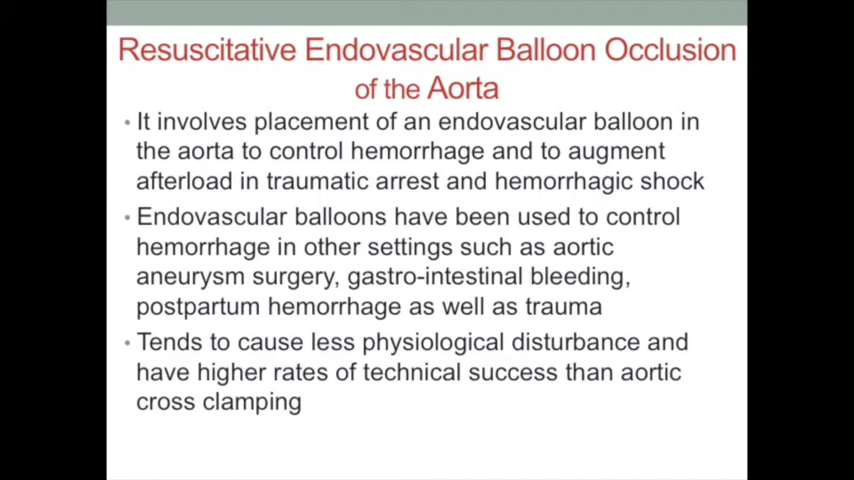 Resuscitative Endovascular Balloon Occlusion
of the Aorta
• It involves placement of an endovascular balloon in
the aorta to control hemorrhage and to augment
afterload in traumatic arrest and hemorrhagic shock
• Endovascular balloons have been used to control
hemorrhage in other settings such as aortic
aneurysm surgery, gastro-intestinal bleeding,
postpartum hemorrhage as well as trauma
• Tends to cause less physiological disturbance and
have higher rates of technical success than aortic
cross clamping